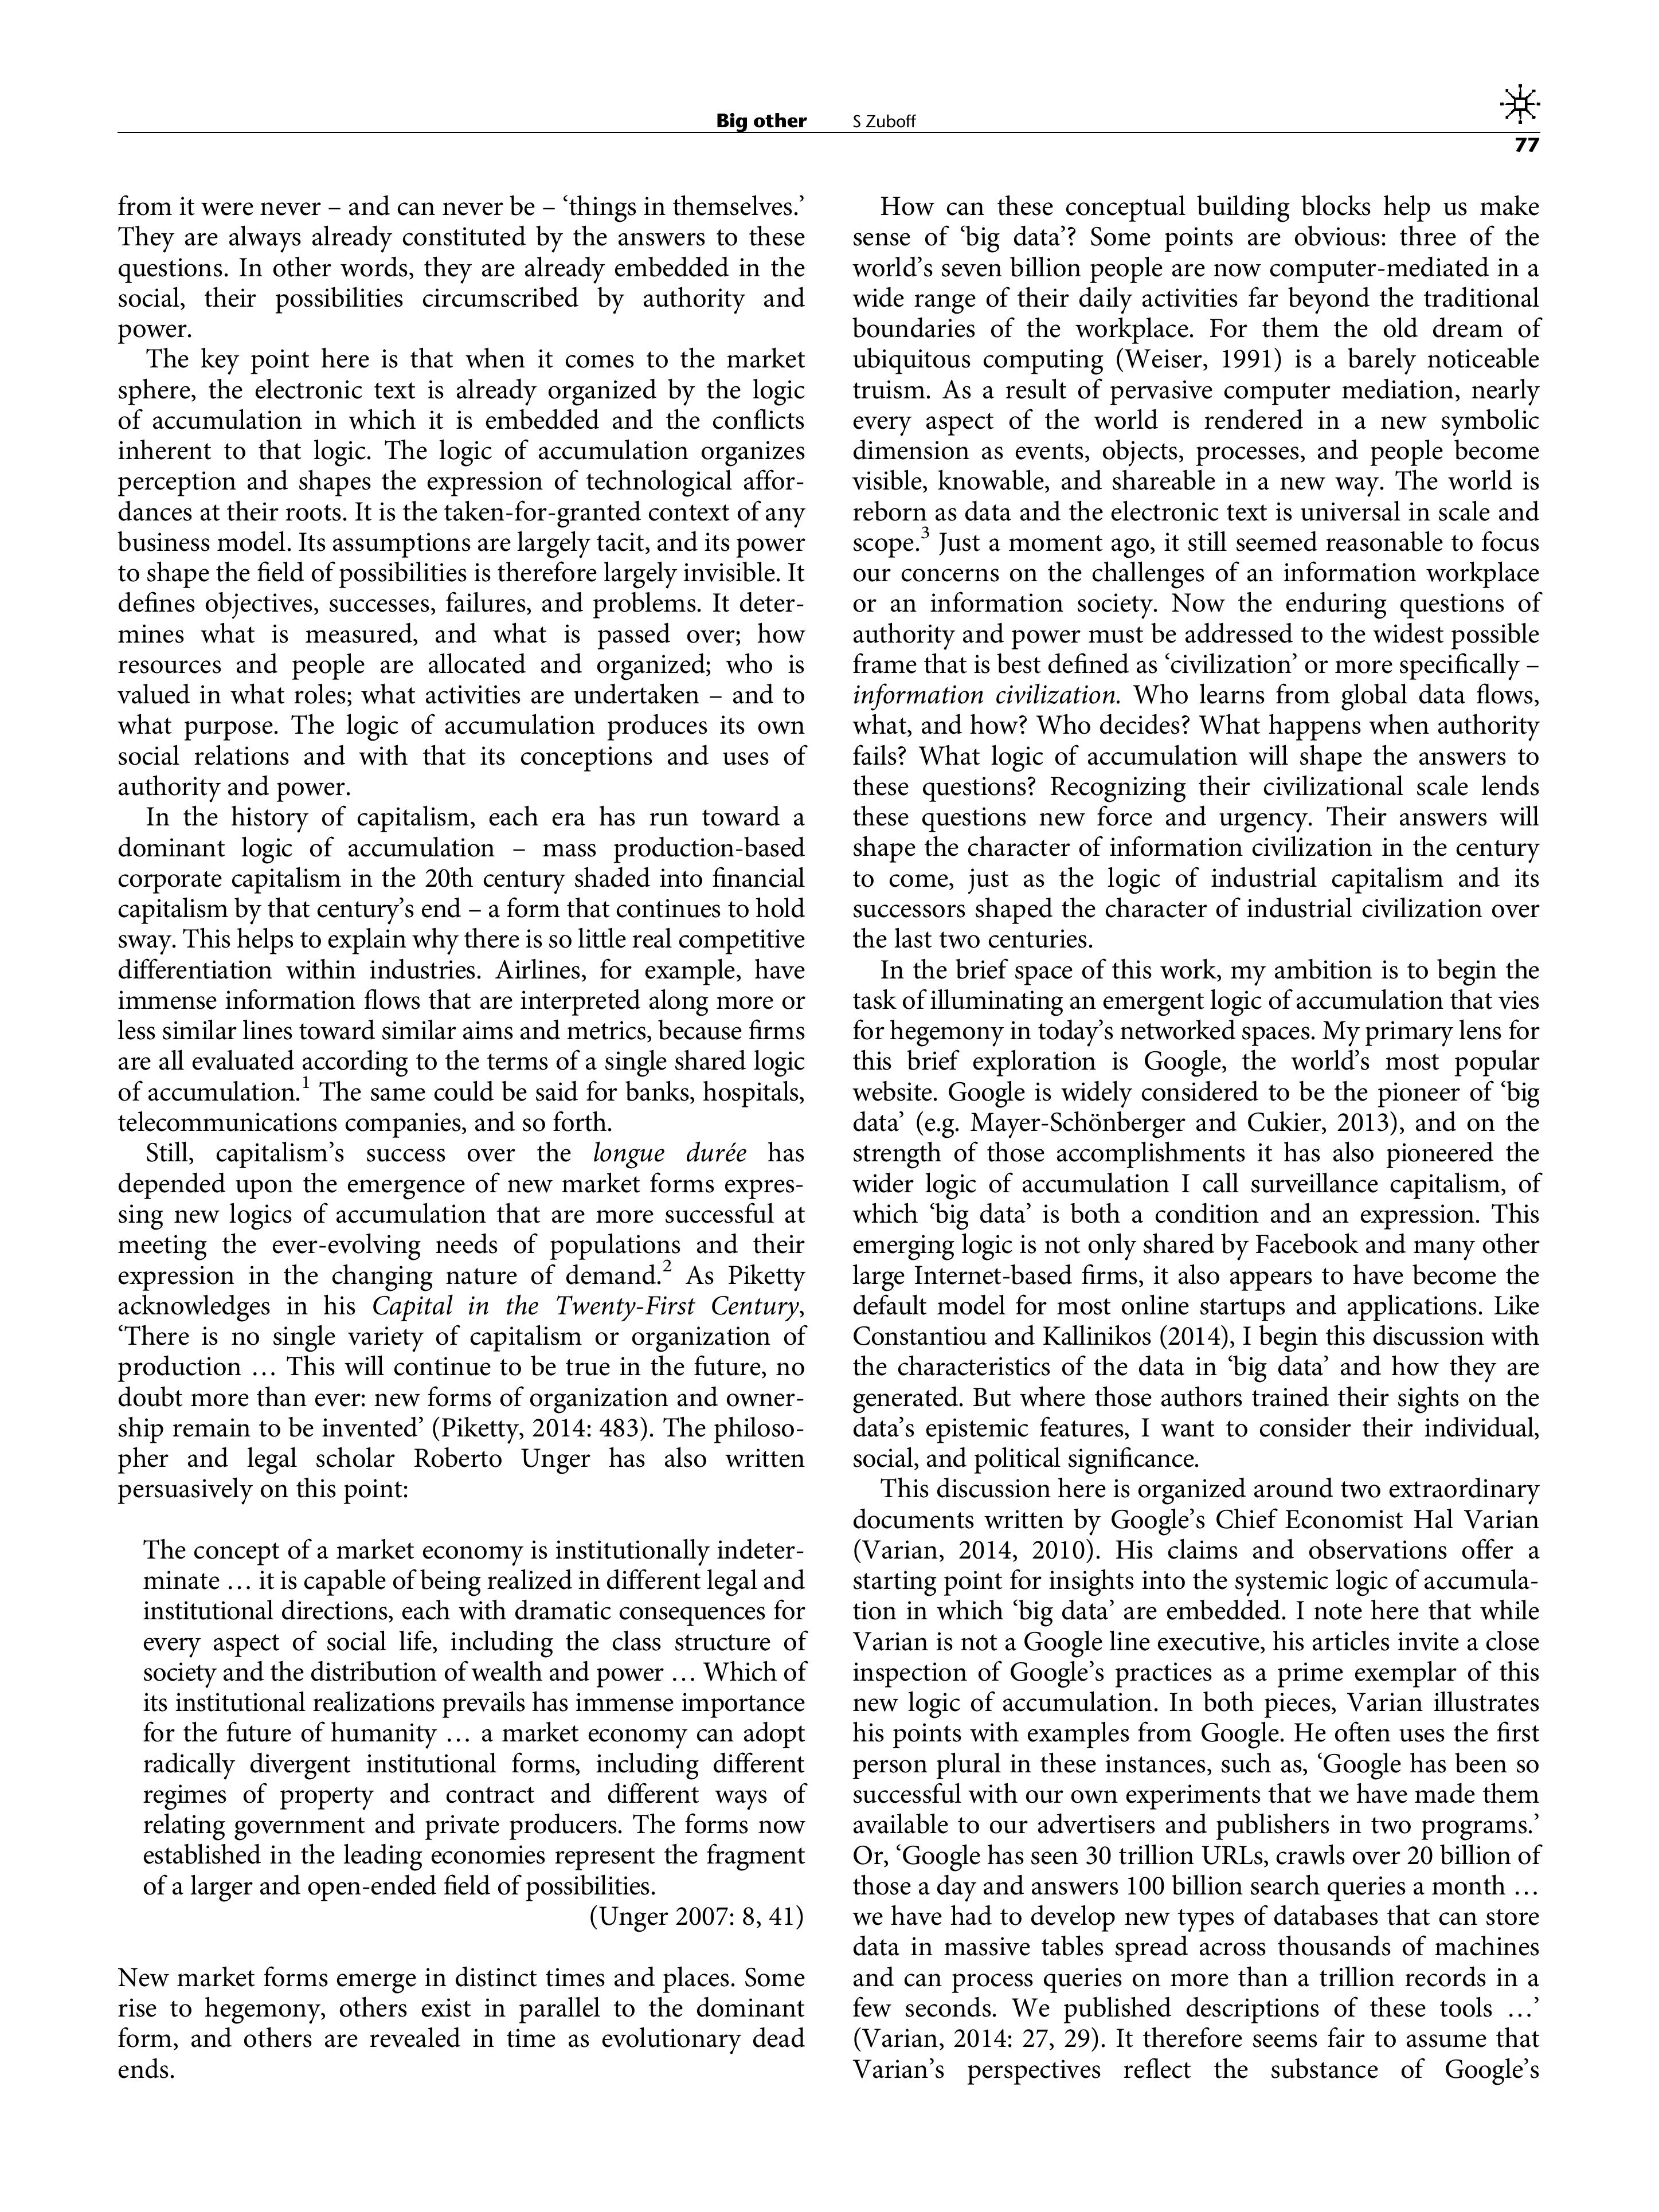 Big other S Zuboff
77
from it were never – and can never be – ‘things in themselves.’
They are always already constituted by the answers to these
questions. In other words, they are already embedded in the
social, their possibilities circumscribed by authority and
power.
The key point here is that when it comes to the market
sphere, the electronic text is already organized by the logic
of accumulation in which it is embedded and the conflicts
inherent to that logic. The logic of accumulation organizes
perception and shapes the expression of technological affor-
dances at their roots. It is the taken-for-granted context of any
business model. Its assumptions are largely tacit, and its power
to shape the field of possibilities is therefore largely invisible. It
defines objectives, successes, failures, and problems. It deter-
mines what is measured, and what is passed over; how
resources and people are allocated and organized; who is
valued in what roles; what activities are undertaken – and to
what purpose. The logic of accumulation produces its own
social relations and with that its conceptions and uses of
authority and power.
In the history of capitalism, each era has run toward a
dominant logic of accumulation – mass production-based
corporate capitalism in the 20th century shaded into financial
capitalism by that century’s end – a form that continues to hold
sway. This helps to explain why there is so little real competitive
differentiation within industries. Airlines, for example, have
immense information flows that are interpreted along more or
less similar lines toward similar aims and metrics, because firms
are all evaluated according to the terms of a single shared logic
of accumulation.1 The same could be said for banks, hospitals,
telecommunications companies, and so forth.
Still, capitalism’s success over the longue durée has
depended upon the emergence of new market forms expres-
sing new logics of accumulation that are more successful at
meeting the ever-evolving needs of populations and their
expression in the changing nature of demand.2 As Piketty
acknowledges in his Capital in the Twenty-First Century,
‘There is no single variety of capitalism or organization of
production … This will continue to be true in the future, no
doubt more than ever: new forms of organization and owner-
ship remain to be invented’ (Piketty, 2014: 483). The philoso-
pher and legal scholar Roberto Unger has also written
persuasively on this point:
The concept of a market economy is institutionally indeter-
minate … it is capable of being realized in different legal and
institutional directions, each with dramatic consequences for
every aspect of social life, including the class structure of
society and the distribution of wealth and power … Which of
its institutional realizations prevails has immense importance
for the future of humanity … a market economy can adopt
radically divergent institutional forms, including different
regimes of property and contract and different ways of
relating government and private producers. The forms now
established in the leading economies represent the fragment
of a larger and open-ended field of possibilities.
(Unger 2007: 8, 41)
New market forms emerge in distinct times and places. Some
rise to hegemony, others exist in parallel to the dominant
form, and others are revealed in time as evolutionary dead
ends.
How can these conceptual building blocks help us make
sense of ‘big data’? Some points are obvious: three of the
world’s seven billion people are now computer-mediated in a
wide range of their daily activities far beyond the traditional
boundaries of the workplace. For them the old dream of
ubiquitous computing (Weiser, 1991) is a barely noticeable
truism. As a result of pervasive computer mediation, nearly
every aspect of the world is rendered in a new symbolic
dimension as events, objects, processes, and people become
visible, knowable, and shareable in a new way. The world is
reborn as data and the electronic text is universal in scale and
scope.3 Just a moment ago, it still seemed reasonable to focus
our concerns on the challenges of an information workplace
or an information society. Now the enduring questions of
authority and power must be addressed to the widest possible
frame that is best defined as ‘civilization’ or more specifically –
information civilization. Who learns from global data flows,
what, and how? Who decides? What happens when authority
fails? What logic of accumulation will shape the answers to
these questions? Recognizing their civilizational scale lends
these questions new force and urgency. Their answers will
shape the character of information civilization in the century
to come, just as the logic of industrial capitalism and its
successors shaped the character of industrial civilization over
the last two centuries.
In the brief space of this work, my ambition is to begin the
task of illuminating an emergent logic of accumulation that vies
for hegemony in today’s networked spaces. My primary lens for
this brief exploration is Google, the world’s most popular
website. Google is widely considered to be the pioneer of ‘big
data’ (e.g. Mayer-Schönberger and Cukier, 2013), and on the
strength of those accomplishments it has also pioneered the
wider logic of accumulation I call surveillance capitalism, of
which ‘big data’ is both a condition and an expression. This
emerging logic is not only shared by Facebook and many other
large Internet-based firms, it also appears to have become the
default model for most online startups and applications. Like
Constantiou and Kallinikos (2014), I begin this discussion with
the characteristics of the data in ‘big data’ and how they are
generated. But where those authors trained their sights on the
data’s epistemic features, I want to consider their individual,
social, and political significance.
This discussion here is organized around two extraordinary
documents written by Google’s Chief Economist Hal Varian
(Varian, 2014, 2010). His claims and observations offer a
starting point for insights into the systemic logic of accumula-
tion in which ‘big data’ are embedded. I note here that while
Varian is not a Google line executive, his articles invite a close
inspection of Google’s practices as a prime exemplar of this
new logic of accumulation. In both pieces, Varian illustrates
his points with examples from Google. He often uses the first
person plural in these instances, such as, ‘Google has been so
successful with our own experiments that we have made them
available to our advertisers and publishers in two programs.’
Or, ‘Google has seen 30 trillion URLs, crawls over 20 billion of
those a day and answers 100 billion search queries a month …
we have had to develop new types of databases that can store
data in massive tables spread across thousands of machines
and can process queries on more than a trillion records in a
few seconds. We published descriptions of these tools …’
(Varian, 2014: 27, 29). It therefore seems fair to assume that
Varian’s perspectives reflect the substance of Google’s